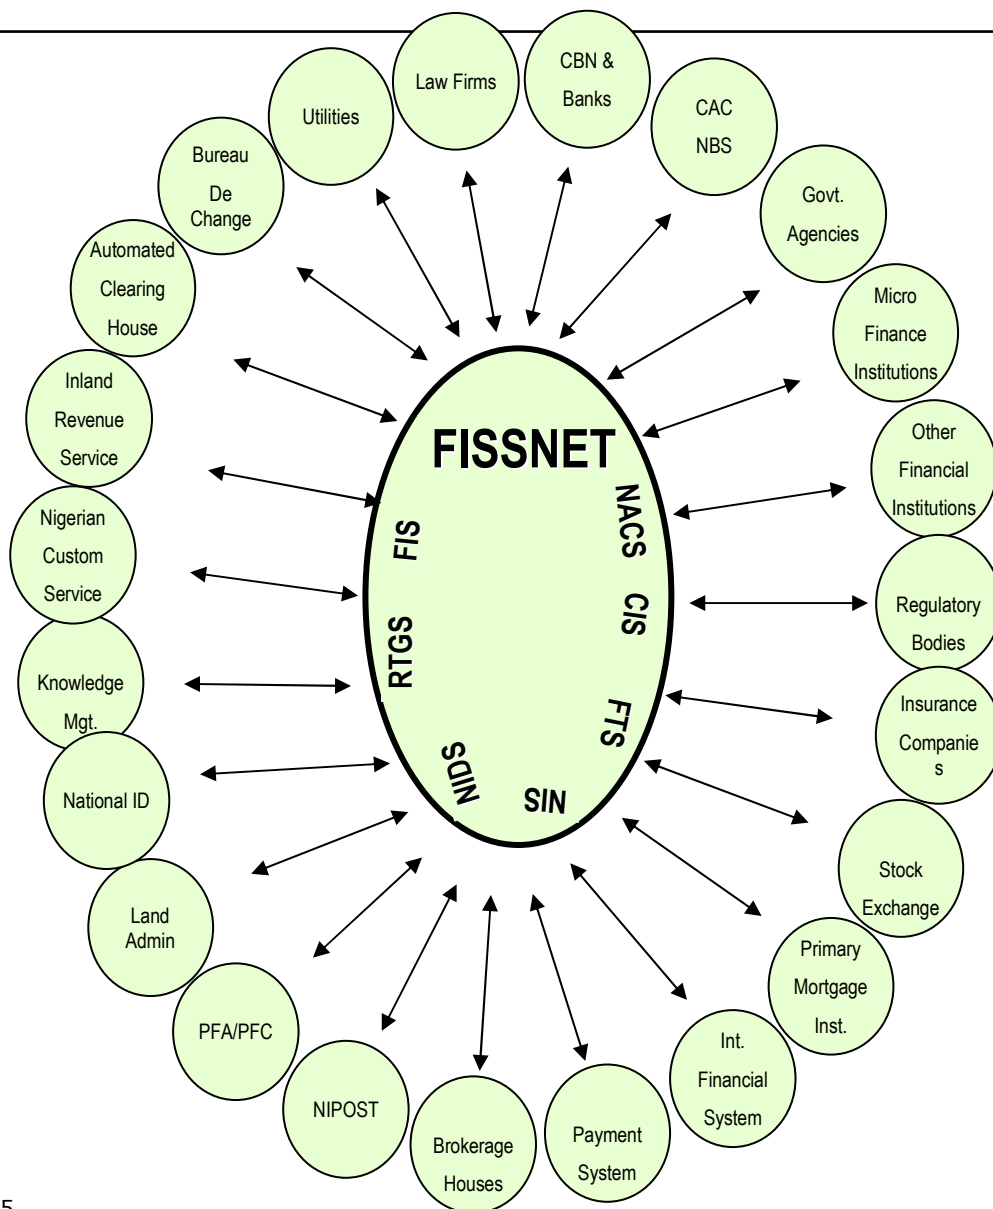 Law Firms
CBN &
Banks
CAC
NBS
Govt.
Agencies
Micro
Finance
Institutions
Other
Financial
Institutions
Regulatory
Bodies
Insurance
Companie
s
Stock
Exchange
Primary
Mortgage
Inst.
Int.
Financial
System
Payment
System
Brokerage
Houses
NIPOST
PFA/PFC
Land
Admin
National ID
Knowledge
Mgt.
Nigerian
Custom
Service
Inland
Revenue
Service
Automated
Clearing
House
Bureau
De
Change
Utilities
FISSNET
NACS
CIS
FTS
NIS
NIDS
RTGS
FIS
5